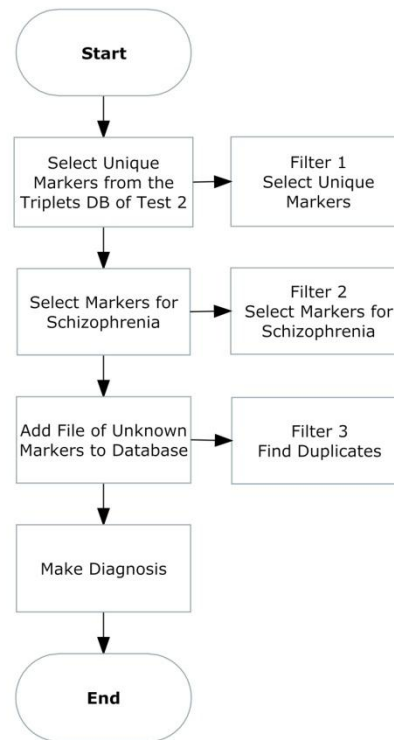 Start
Select Unique
Markers from the
Triplets DB of Test 2
Filter 1
Select Unique
Markers
Select Markers for
Schizophrenia
Filter 2
Select Markers for
Schizophrenia
Add File of Unknown
Markers to Database
Filter 3
Find Duplicates
Make Diagnosis
End